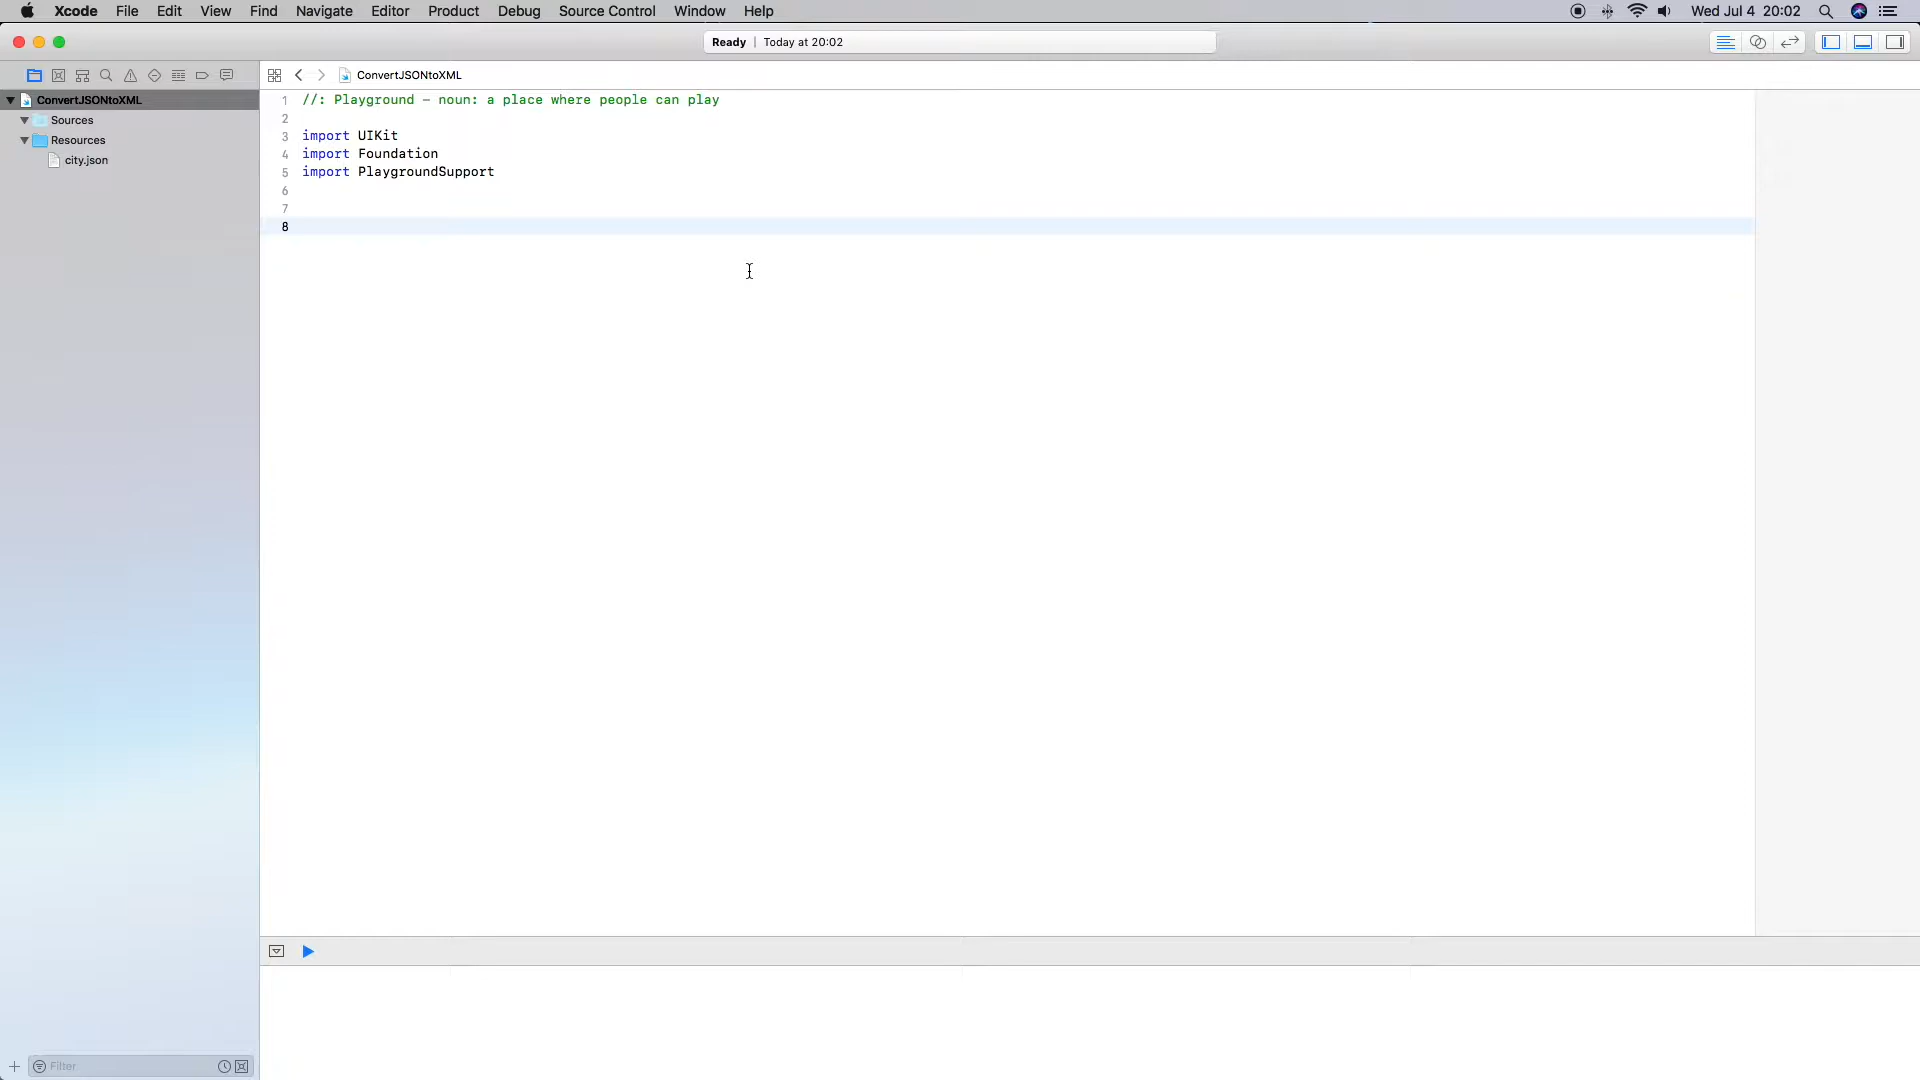 Xcode File Edit View Find Navigate Editor Product Debug Source Control Window Help Wed Jul 4 20:02
Ready | Today at 20:02
ConvertJSONtoXML
ConvertJSONtoXML
Sources
Resources
city.json
1 //: Playground – noun: a place where people can play
2
3 import UIKit
4 import Foundation
5 import PlaygroundSupport
6
7
8
Filter